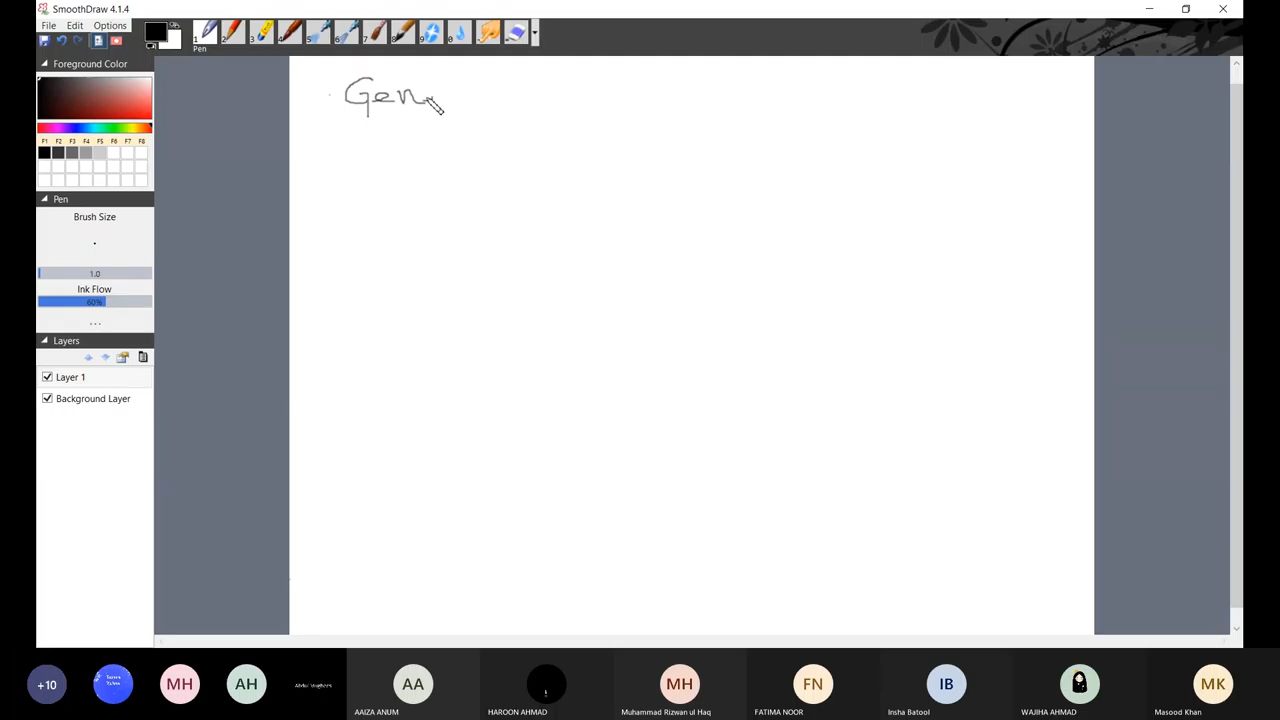 SmoothDraw 4.1.4
File Edit Options
Pen
Foreground Color
F1 F2 F3 F4 F5 F6 F7 F8
Pen
Brush Size
1.0
Ink Flow
60%
...
Layers
Layer 1
Background Layer
Gen
+10 MH AH AA MH FN IB MK
AAIZA ANUM HAROON AHMAD Muhammad Rizwan ul Haq FATIMA NOOR Insha Batool WAJIHA AHMAD Masood Khan